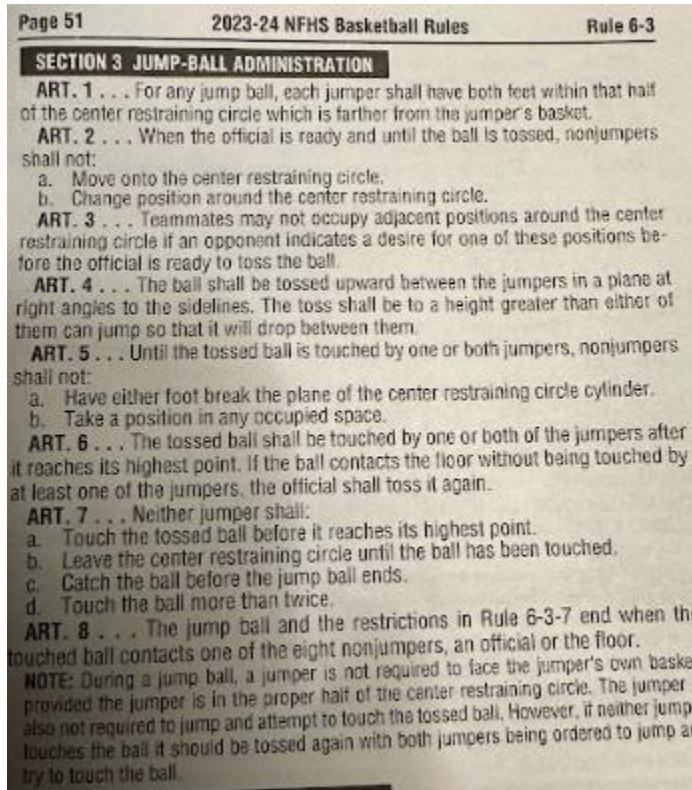 Page 51 2023-24 NFHS Basketball Rules Rule 6-3
SECTION 3 JUMP-BALL ADMINISTRATION
ART. 1 . . . For any jump ball, each jumper shall have both feet within that half
of the center restraining circle which is farther from the jumper's basket.
ART. 2 . . . When the official is ready and until the ball is tossed, nonjumpers
shall not:
a. Move onto the center restraining circle.
b. Change position around the center restraining circle.
ART. 3 . . . Teammates may not occupy adjacent positions around the center
restraining circle if an opponent indicates a desire for one of these positions be-
fore the official is ready to toss the ball.
ART. 4 . . . The ball shall be tossed upward between the jumpers in a plane at
right angles to the sidelines. The toss shall be to a height greater than either of
them can jump so that it will drop between them.
ART. 5 . . . Until the tossed ball is touched by one or both jumpers, nonjumpers
shall not:
a. Have either foot break the plane of the center restraining circle cylinder.
b. Take a position in any occupied space.
ART. 6 . . . The tossed ball shall be touched by one or both of the jumpers after
it reaches its highest point. If the ball contacts the floor without being touched by
at least one of the jumpers, the official shall toss it again.
ART. 7 . . . Neither jumper shall:
a. Touch the tossed ball before it reaches its highest point.
b. Leave the center restraining circle until the ball has been touched.
c. Catch the ball before the jump ball ends.
d. Touch the ball more than twice.
ART. 8 . . . The jump ball and the restrictions in Rule 6-3-7 end when th
touched ball contacts one of the eight nonjumpers, an official or the floor.
NOTE: During a jump ball, a jumper is not required to face the jumper's own baske
provided the jumper is in the proper half of the center restraining circle. The jumper
also not required to jump and attempt to touch the tossed ball. However, if neither jump
touches the ball it should be tossed again with both jumpers being ordered to jump a
try to touch the ball.